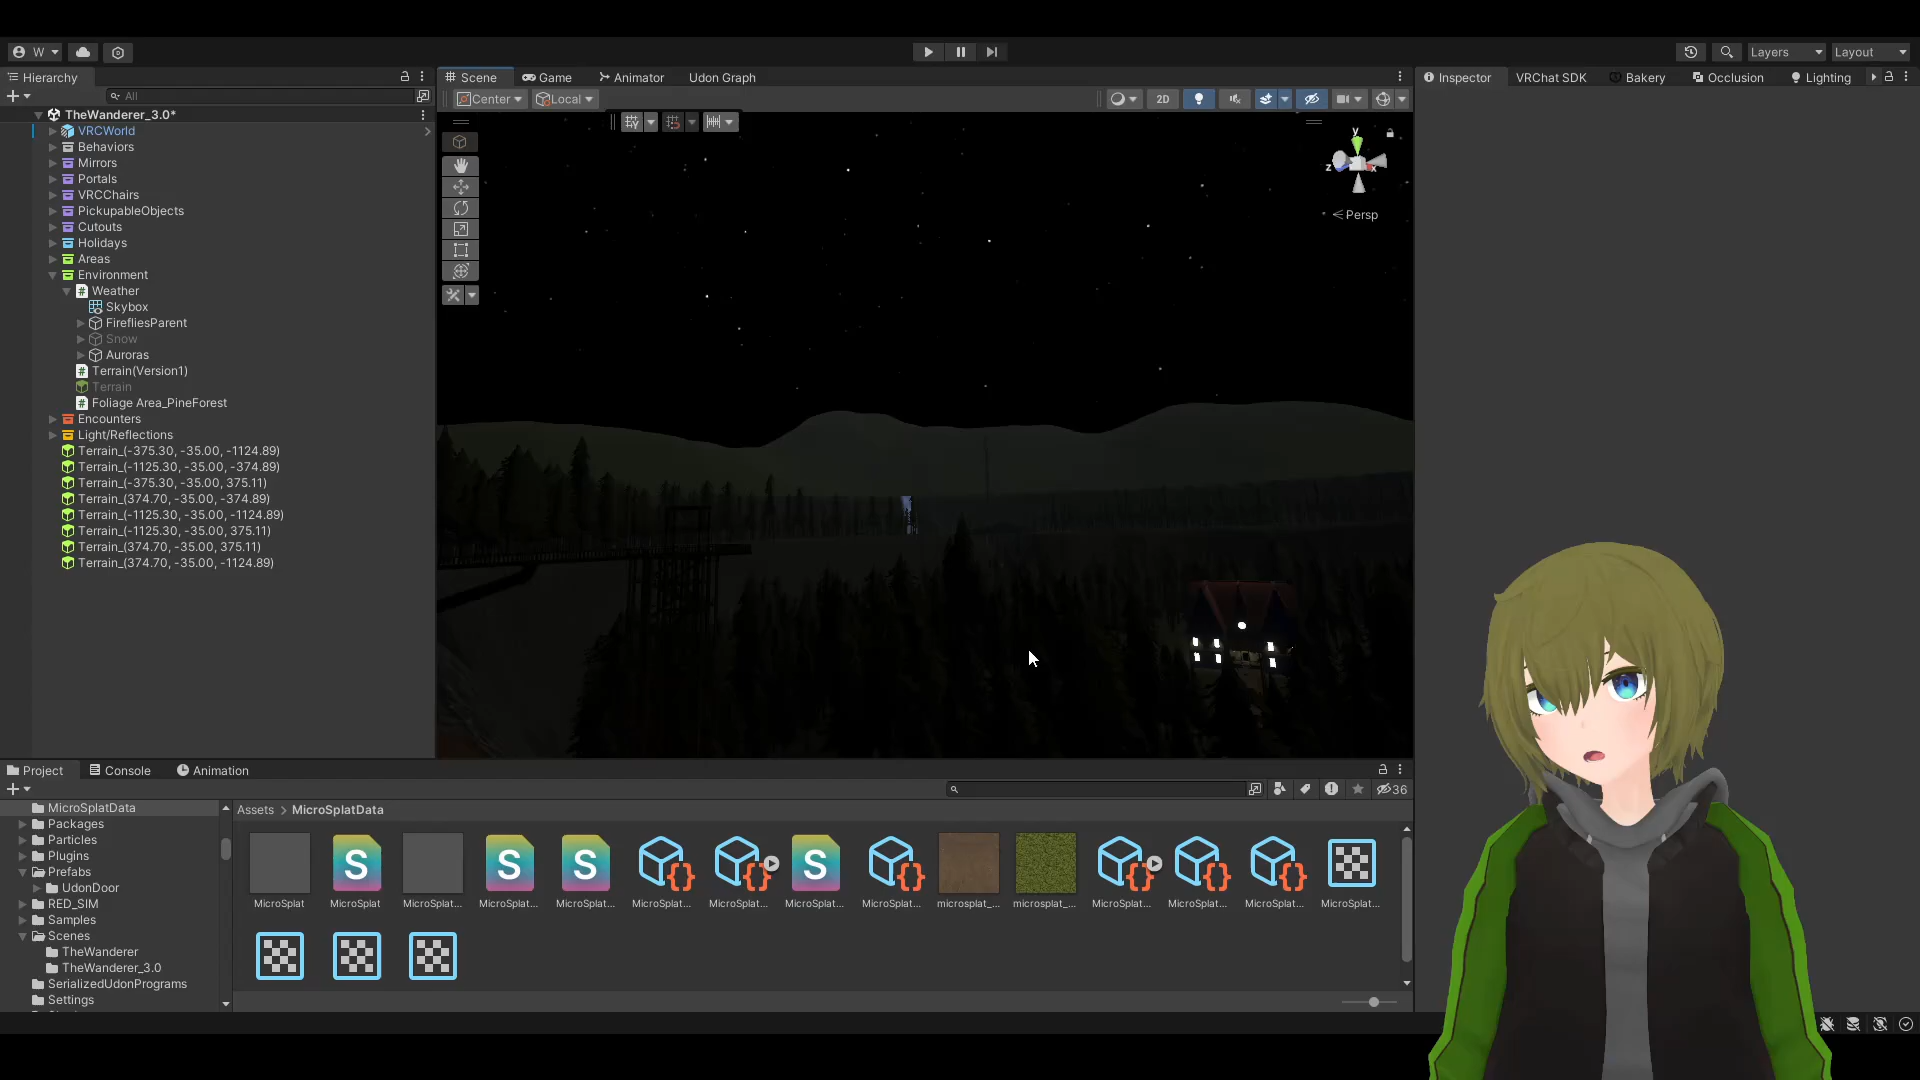 W
Layers
Layout
Hierarchy
All
TheWanderer_3.0*
VRCWorld
Behaviors
Mirrors
Portals
VRCChairs
PickupableObjects
Cutouts
Holidays
Areas
Environment
Weather
Skybox
FirefliesParent
Snow
Auroras
Terrain(Version1)
Terrain
Foliage Area_PineForest
Encounters
Light/Reflections
Terrain_(-375.30, -35.00, -1124.89)
Terrain_(-1125.30, -35.00, -374.89)
Terrain_(-375.30, -35.00, 375.11)
Terrain_(374.70, -35.00, -374.89)
Terrain_(-1125.30, -35.00, -1124.89)
Terrain_(-1125.30, -35.00, 375.11)
Terrain_(374.70, -35.00, 375.11)
Terrain_(374.70, -35.00, -1124.89)
Scene Game Animator Udon Graph
Center Local
2D
y
z x
Persp
Inspector VRChat SDK Bakery Occlusion Lighting
Project Console Animation
36
MicroSplatData
Packages
Particles
Plugins
Prefabs
UdonDoor
RED_SIM
Samples
Scenes
TheWanderer
TheWanderer_3.0
SerializedUdonPrograms
Settings
Assets > MicroSplatData
MicroSplat MicroSplat MicroSplat... MicroSplat... MicroSplat... MicroSplat... MicroSplat... MicroSplat... MicroSplat... microsplat_... microsplat_... MicroSplat... MicroSplat... MicroSplat... MicroSplat...